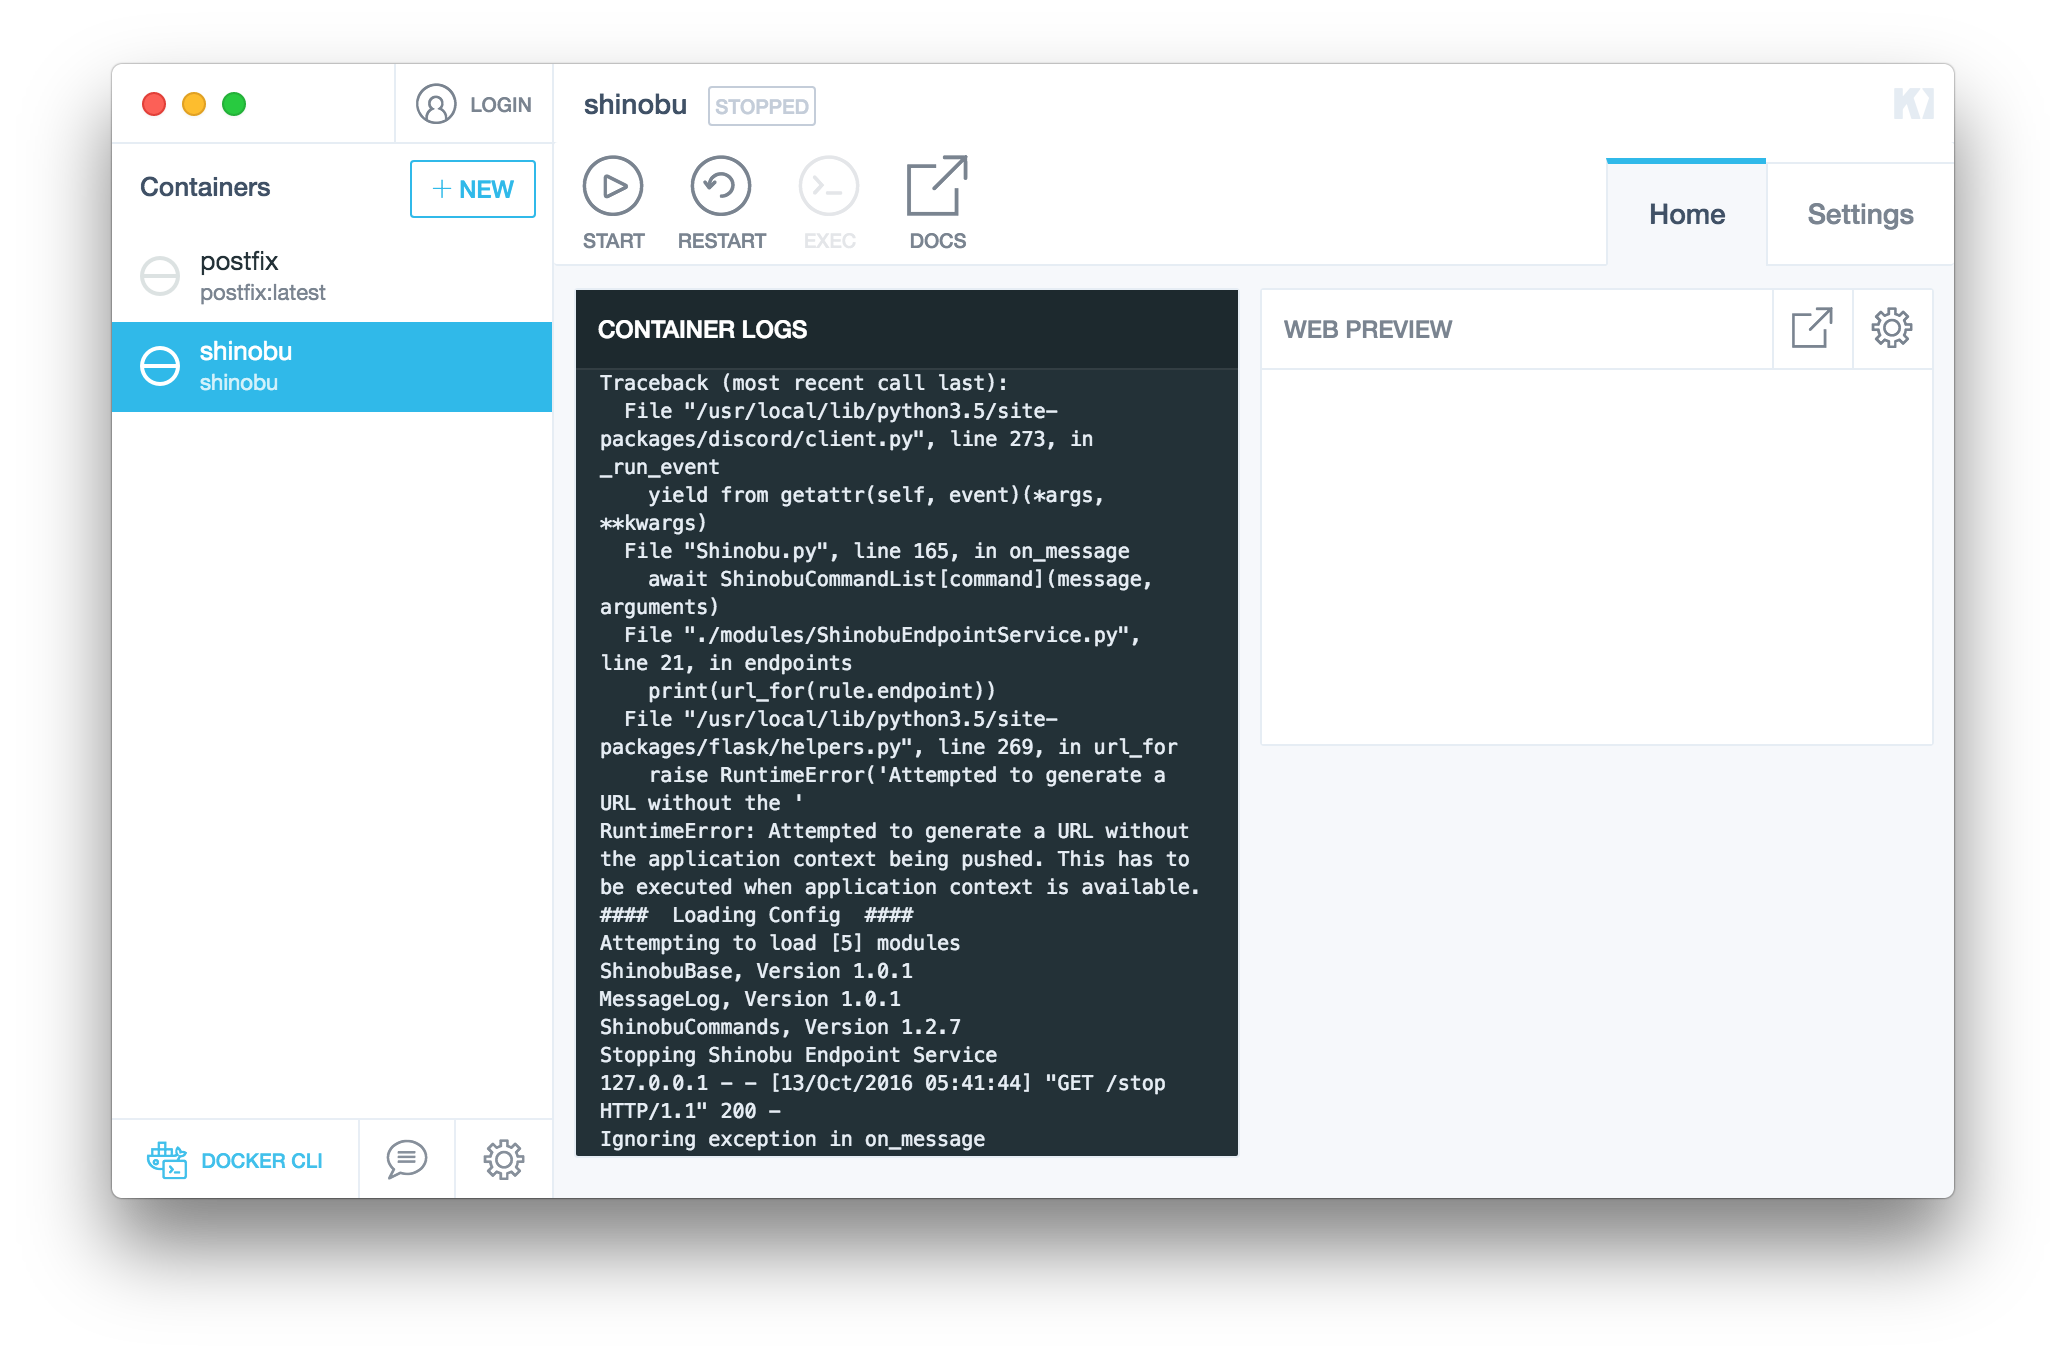 LOGIN
shinobu
STOPPED
Containers
+ NEW
START
RESTART
EXEC
DOCS
Home
Settings
postfix
postfix:latest
shinobu
shinobu
CONTAINER LOGS
Traceback (most recent call last):
  File "/usr/local/lib/python3.5/site-
packages/discord/client.py", line 273, in
_run_event
    yield from getattr(self, event)(*args,
**kwargs)
  File "Shinobu.py", line 165, in on_message
    await ShinobuCommandList[command](message,
arguments)
  File "./modules/ShinobuEndpointService.py",
line 21, in endpoints
    print(url_for(rule.endpoint))
  File "/usr/local/lib/python3.5/site-
packages/flask/helpers.py", line 269, in url_for
    raise RuntimeError('Attempted to generate a
URL without the '
RuntimeError: Attempted to generate a URL without
the application context being pushed. This has to
be executed when application context is available.
####  Loading Config  ####
Attempting to load [5] modules
ShinobuBase, Version 1.0.1
MessageLog, Version 1.0.1
ShinobuCommands, Version 1.2.7
Stopping Shinobu Endpoint Service
127.0.0.1 - - [13/Oct/2016 05:41:44] "GET /stop
HTTP/1.1" 200 -
Ignoring exception in on_message
WEB PREVIEW
DOCKER CLI